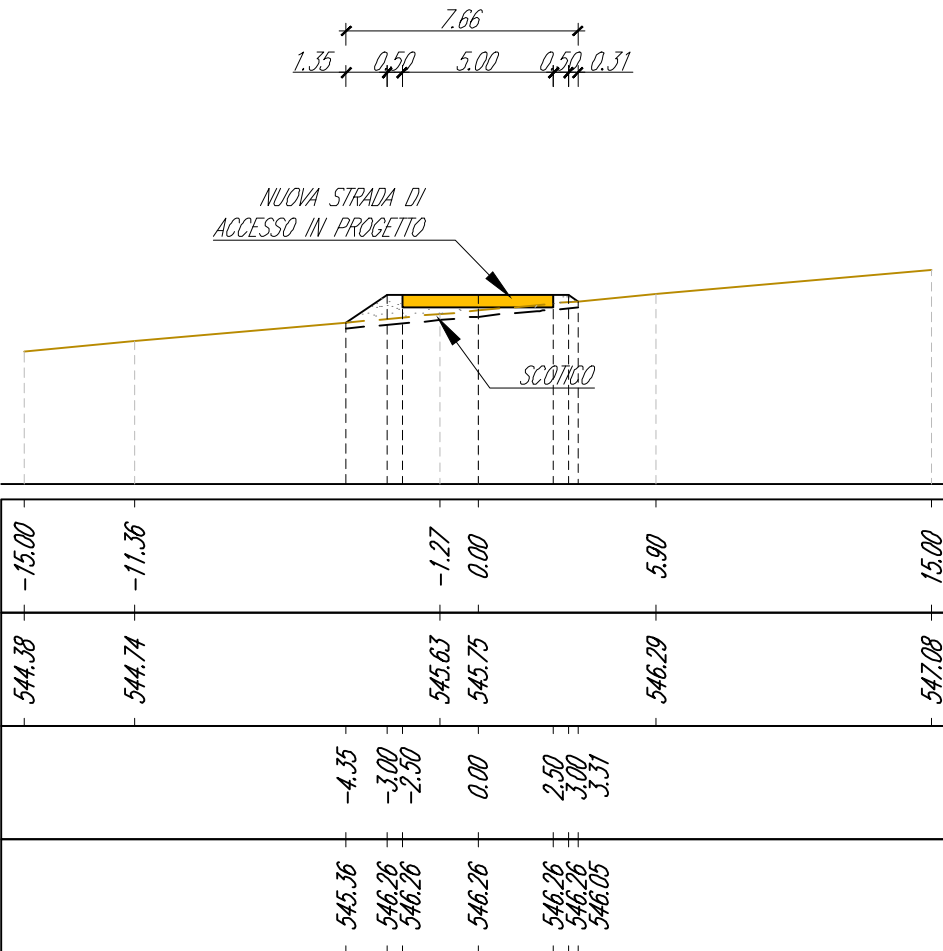 7.66
1.35 0.50 5.00 0.50 0.31
NUOVA STRADA DI
ACCESSO IN PROGETTO
SCOTICO
-15.00 -11.36 -1.27 0.00 5.90 15.00
544.38 544.74 545.63 545.75 546.29 547.08
-4.35 -3.00 -2.50 0.00 2.50 3.00 3.31
545.36 546.26 546.26 546.26 546.26 546.26 546.05